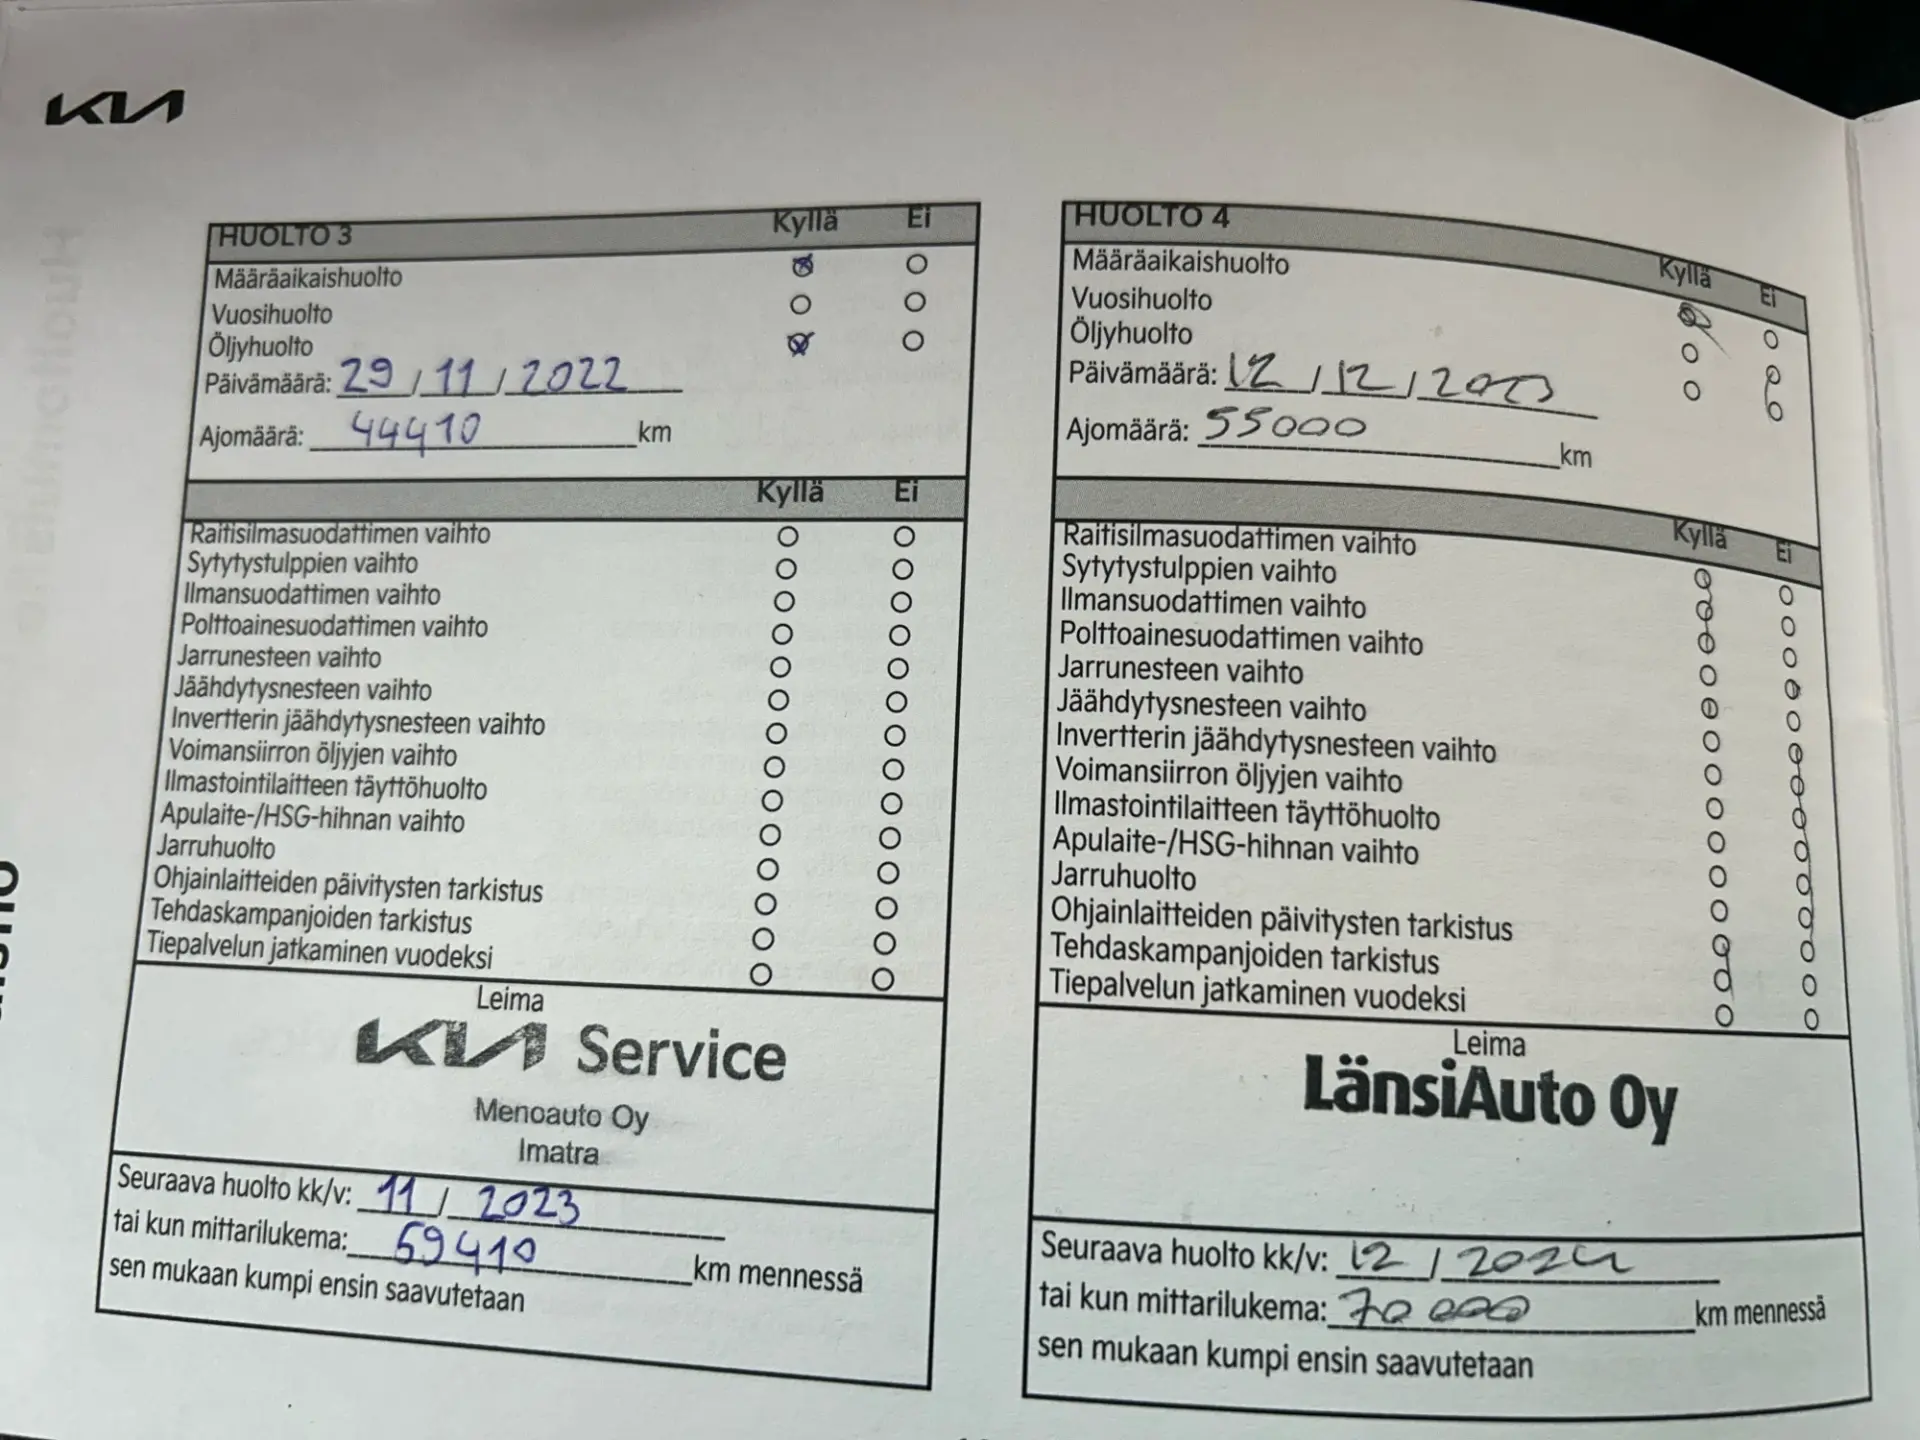 KIA
HUOLTO 3 Kyllä Ei
Määräaikaishuolto
Vuosihuolto
Öljyhuolto
Päivämäärä: 29 / 11 / 2022
Ajomäärä: 44410 km
Kyllä Ei
Raitisilmasuodattimen vaihto
Sytytystulppien vaihto
Ilmansuodattimen vaihto
Polttoainesuodattimen vaihto
Jarrunesteen vaihto
Jäähdytysnesteen vaihto
Invertterin jäähdytysnesteen vaihto
Voimansiirron öljyjen vaihto
Ilmastointilaitteen täyttöhuolto
Apulaite-/HSG-hihnan vaihto
Jarruhuolto
Ohjainlaitteiden päivitysten tarkistus
Tehdaskampanjoiden tarkistus
Tiepalvelun jatkaminen vuodeksi
Leima
KIA Service
Menoauto Oy
Imatra
Seuraava huolto kk/v: 11 / 2023
tai kun mittarilukema: 59410 km mennessä
sen mukaan kumpi ensin saavutetaan
HUOLTO 4 Kyllä Ei
Määräaikaishuolto
Vuosihuolto
Öljyhuolto
Päivämäärä: 12 / 12 / 2023
Ajomäärä: 55000 km
Kyllä Ei
Raitisilmasuodattimen vaihto
Sytytystulppien vaihto
Ilmansuodattimen vaihto
Polttoainesuodattimen vaihto
Jarrunesteen vaihto
Jäähdytysnesteen vaihto
Invertterin jäähdytysnesteen vaihto
Voimansiirron öljyjen vaihto
Ilmastointilaitteen täyttöhuolto
Apulaite-/HSG-hihnan vaihto
Jarruhuolto
Ohjainlaitteiden päivitysten tarkistus
Tehdaskampanjoiden tarkistus
Tiepalvelun jatkaminen vuodeksi
Leima
LänsiAuto Oy
Seuraava huolto kk/v: 12 / 2024
tai kun mittarilukema: 70 000 km mennessä
sen mukaan kumpi ensin saavutetaan